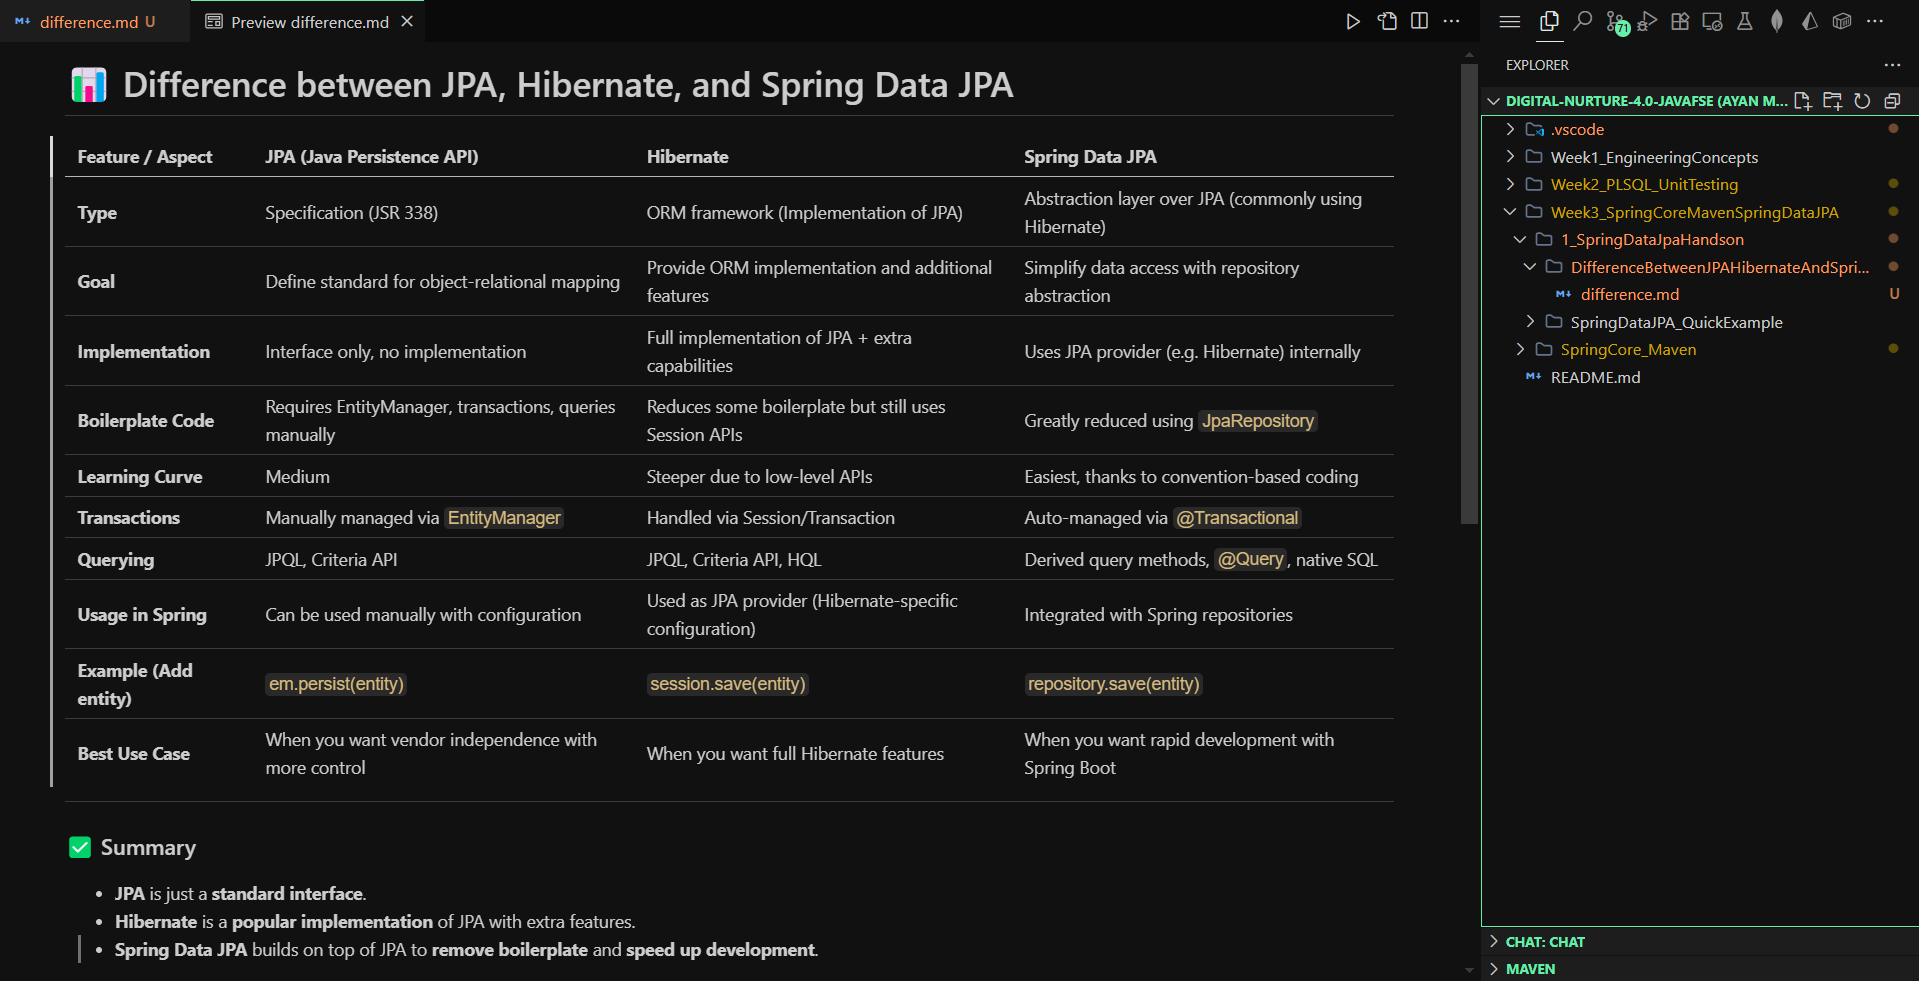 difference.md U
Preview difference.md
Difference between JPA, Hibernate, and Spring Data JPA
Feature / Aspect JPA (Java Persistence API) Hibernate Spring Data JPA
Type Specification (JSR 338) ORM framework (Implementation of JPA) Abstraction layer over JPA (commonly using
Hibernate)
Goal Define standard for object-relational mapping Provide ORM implementation and additional
features Simplify data access with repository
abstraction
Implementation Interface only, no implementation Full implementation of JPA + extra
capabilities Uses JPA provider (e.g. Hibernate) internally
Boilerplate Code Requires EntityManager, transactions, queries
manually Reduces some boilerplate but still uses
Session APIs Greatly reduced using JpaRepository
Learning Curve Medium Steeper due to low-level APIs Easiest, thanks to convention-based coding
Transactions Manually managed via EntityManager Handled via Session/Transaction Auto-managed via @Transactional
Querying JPQL, Criteria API JPQL, Criteria API, HQL Derived query methods, @Query, native SQL
Usage in Spring Can be used manually with configuration Used as JPA provider (Hibernate-specific
configuration) Integrated with Spring repositories
Example (Add
entity) em.persist(entity) session.save(entity) repository.save(entity)
Best Use Case When you want vendor independence with
more control When you want full Hibernate features When you want rapid development with
Spring Boot
Summary
• JPA is just a standard interface.
• Hibernate is a popular implementation of JPA with extra features.
• Spring Data JPA builds on top of JPA to remove boilerplate and speed up development.
71
EXPLORER
DIGITAL-NURTURE-4.0-JAVAFSE (AYAN M...
.vscode
Week1_EngineeringConcepts
Week2_PLSQL_UnitTesting
Week3_SpringCoreMavenSpringDataJPA
1_SpringDataJpaHandson
DifferenceBetweenJPAHibernateAndSpri...
difference.md U
SpringDataJPA_QuickExample
SpringCore_Maven
README.md
CHAT: CHAT
MAVEN